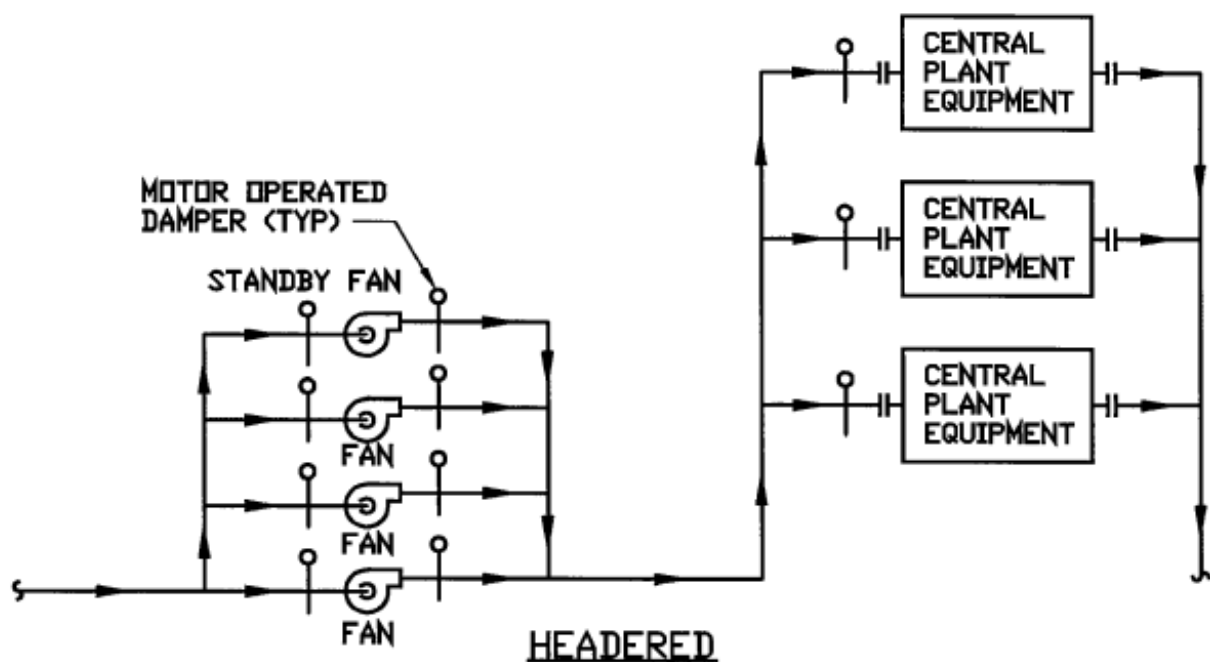 CENTRAL
PLANT
EQUIPMENT
MOTOR OPERATED
DAMPER (TYP)
CENTRAL
PLANT
EQUIPMENT
STANDBY FAN
CENTRAL
PLANT
EQUIPMENT
FAN
FAN
FAN
HEADERED